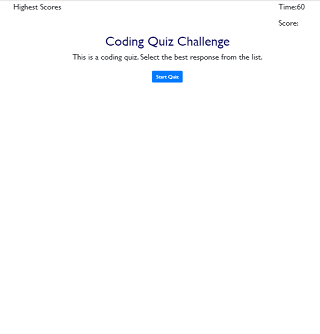 Highest Scores
Time:60
Score:
Coding Quiz Challenge
This is a coding quiz. Select the best response from the list.
Start Quiz